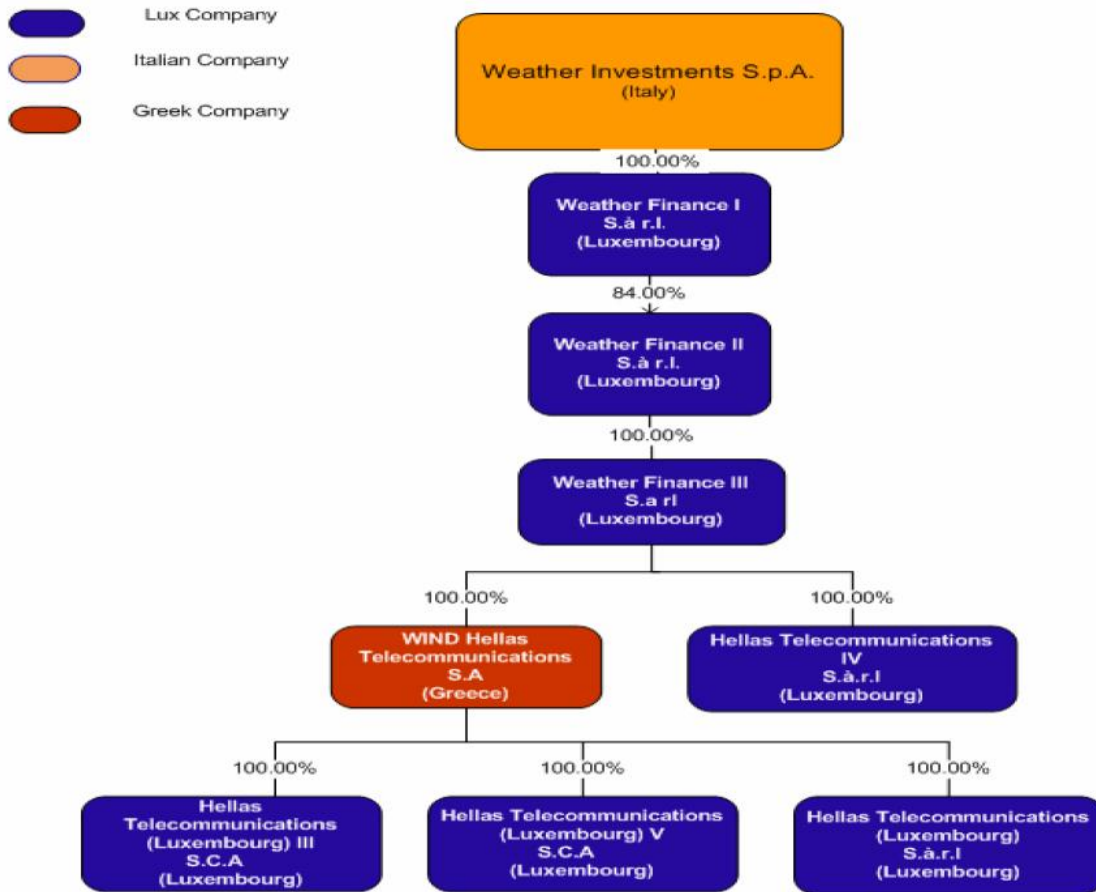 Lux Company
Italian Company
Greek Company
Weather Investments S.p.A.
(Italy)
100.00%
Weather Finance I
S.à r.l.
(Luxembourg)
84.00%
Weather Finance II
S.à r.l.
(Luxembourg)
100.00%
Weather Finance III
S.a rl
(Luxembourg)
100.00%
WIND Hellas
Telecommunications
S.A
(Greece)
100.00%
Hellas Telecommunications
IV
S.à.r.l
(Luxembourg)
100.00%
Hellas
Telecommunications
(Luxembourg) III
S.C.A
(Luxembourg)
100.00%
Hellas Telecommunications
(Luxembourg) V
S.C.A
(Luxembourg)
100.00%
Hellas Telecommunications
(Luxembourg)
S.à.r.l
(Luxembourg)